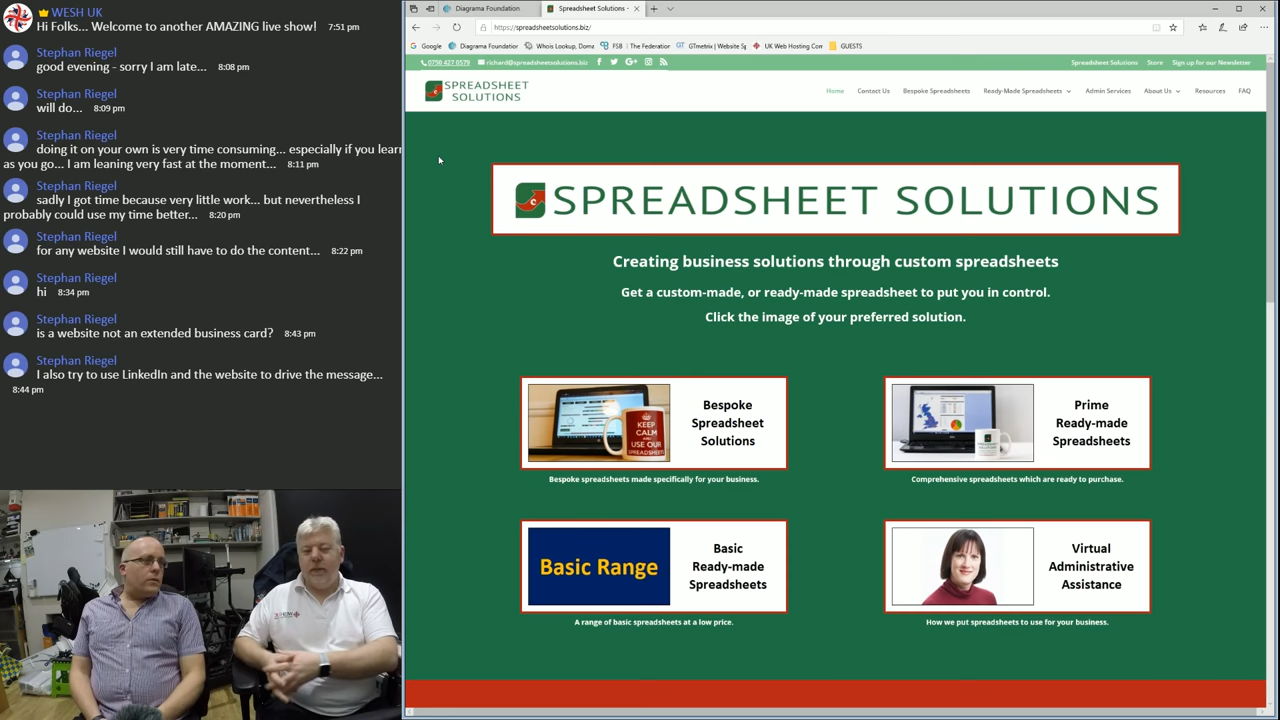 WESH UK
Hi Folks! Welcome to another AMAZING live show! 7:51 pm
Stephan Riegel
good evening. Sorry I am late... 8:08 pm
Stephan Riegel
will do... 8:09 pm
Stephan Riegel
doing it on your own is very time consuming... especially if you learn
as you go... I am leaning very fast at the moment... 8:11 pm
Stephan Riegel
probably spend my time better... 8:20 pm
Stephan Riegel
for any website I would still have to do the content... 8:22 pm
Stephan Riegel
hi 8:34 pm
Stephan Riegel
is a website not an extended business card? 8:43 pm
Stephan Riegel
I also try to use LinkedIn and the website to drive the message...
8:44 pm
Diagrama Foundation
Spreadsheet Solutions -
https://spreadsheetsolutions.biz/
Google
Diagrama Foundation
Whois Lookup, Doma
FSB | The Federation
GTmetrix | Website S
UK Web Hosting Com
GUESTS
0750 427 0579
richard@spreadsheetsolutions.biz
Spreadsheet Solutions
Store
Sign up for our Newsletter
SPREADSHEET
SOLUTIONS
Home
Contact Us
Bespoke Spreadsheets
Ready-Made Spreadsheets
Admin Services
About Us
Resources
FAQ
SPREADSHEET SOLUTIONS
Creating business solutions through custom spreadsheets
Get a custom-made, or ready-made spreadsheet to put you in control.
Click the image of your preferred solution.
KEEP
CALM
AND
USE OUR
SPREADSHEETS
Bespoke
Spreadsheet
Solutions
Bespoke spreadsheets made specifically for your business.
Prime
Ready-made
Spreadsheets
Comprehensive spreadsheets which are ready to purchase.
Basic Range
Basic
Ready-made
Spreadsheets
A range of basic spreadsheets at a low price.
Virtual
Administrative
Assistance
How we put spreadsheets to use for your business.